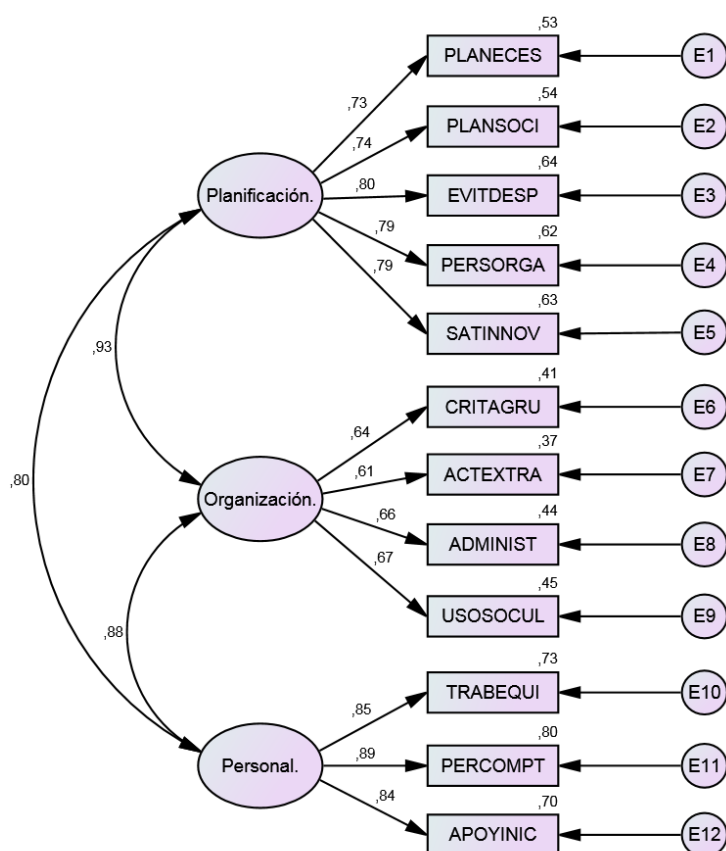 ,53
PLANECES
E1
,73
,54
PLANSOCI
E2
,74
,64
Planificación.
,80
EVITDESP
E3
,62
,79
PERSORGA
E4
,79
,63
SATINNOV
E5
,93
,41
CRITAGRU
E6
,64
,37
,80
,61
ACTEXTRA
E7
Organización.
,44
,66
ADMINIST
E8
,67
,45
USOSOCUL
E9
,88
,73
TRABEQUI
E10
,85
,80
Personal.
,89
PERCOMPT
E11
,84
,70
APOYINIC
E12